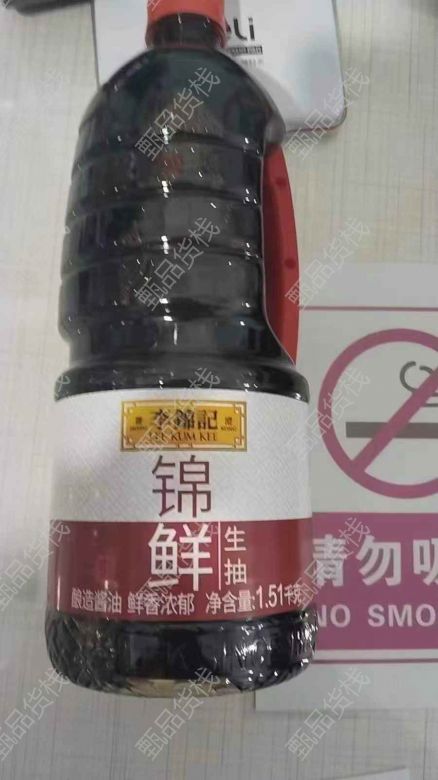 eLi
李錦記
LEE KUM KEE
锦
鲜
生抽
酿造酱油 鲜香浓郁 净含量:1.51千克
请勿吸
NO SMO
甄品货栈